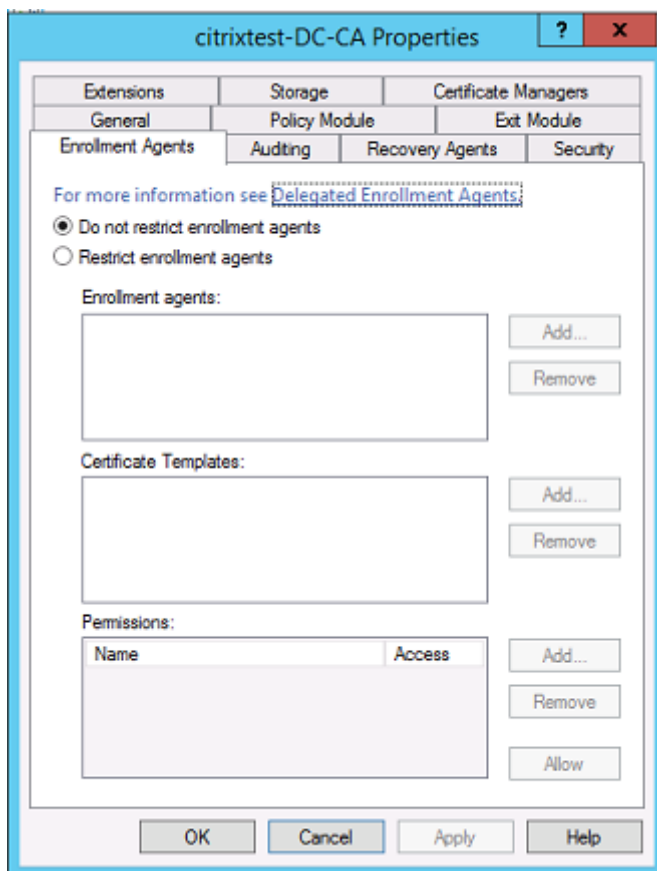 citrixtest-DC-CA Properties ? x
Extensions Storage Certificate Managers
General Policy Module Exit Module
Enrollment Agents Auditing Recovery Agents Security
For more information see Delegated Enrollment Agents.
Do not restrict enrollment agents
Restrict enrollment agents
Enrollment agents:
Add...
Remove
Certificate Templates:
Add...
Remove
Permissions:
Name Access
Add...
Remove
Allow
OK Cancel Apply Help